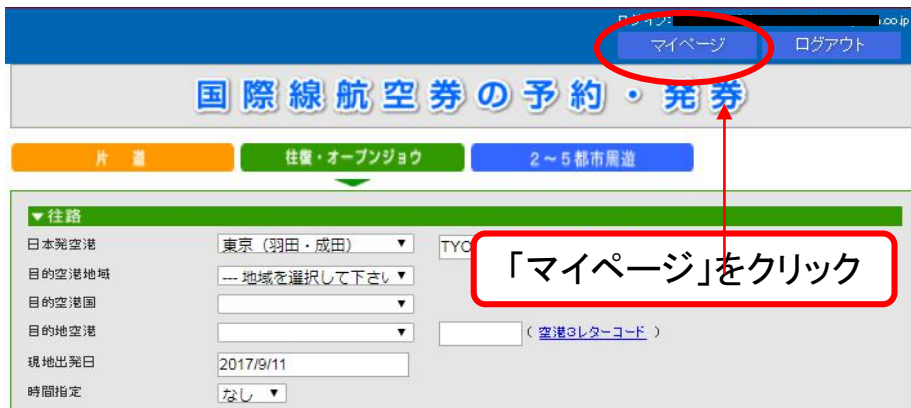 ログイン: .co.jp
マイページ ログアウト
国際線航空券の予約・発券
片 道 往復・オープンジョウ 2~5都市周遊
▼往路
日本発空港 東京（羽田・成田） ▼ TYO
目的空港地域 --- 地域を選択して下さい ▼
「マイページ」をクリック
目的空港国 ▼
目的地空港 ▼ ( 空港3レターコード )
現地出発日 2017/9/11
時間指定 なし ▼